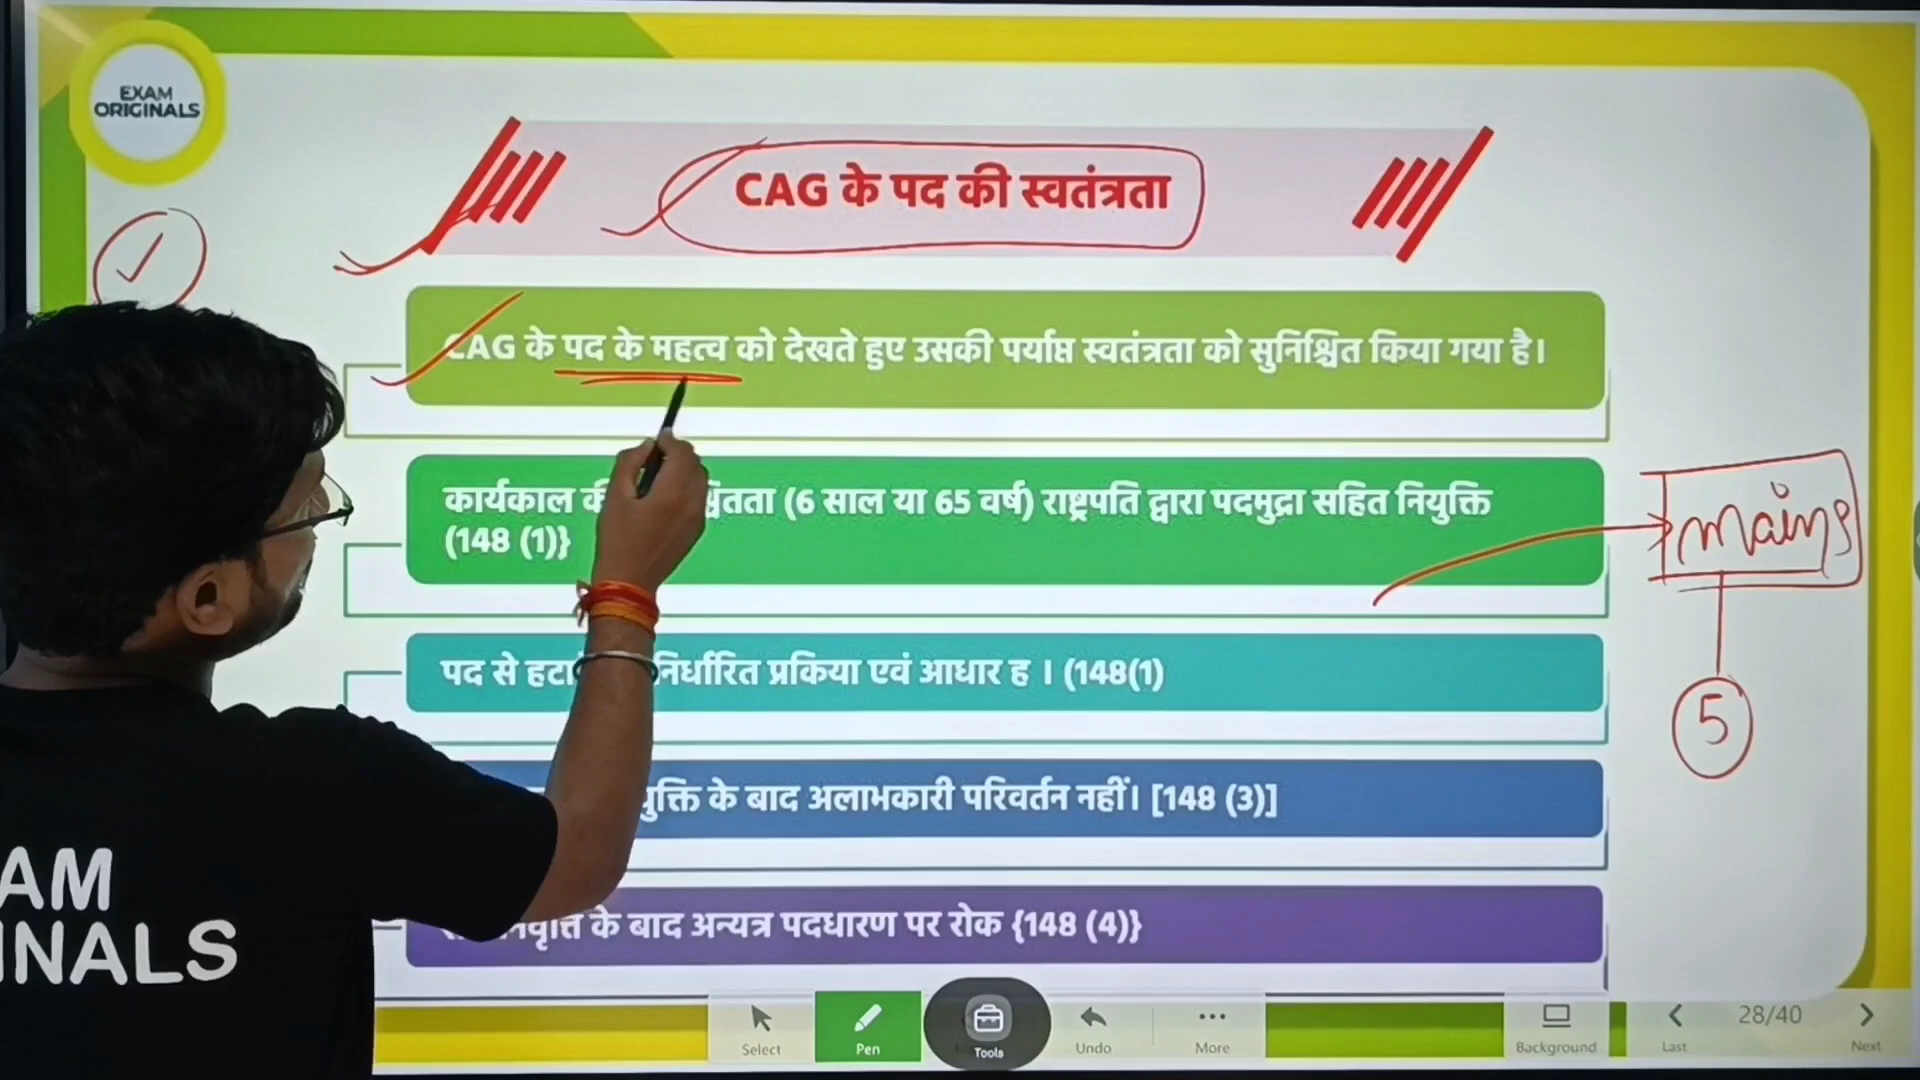 EXAM
ORIGINALS
CAG के पद की स्वतंत्रता
CAG के पद के महत्व को देखते हुए उसकी पर्याप्त स्वतंत्रता को सुनिश्चित किया गया है।
कार्यकाल (6 साल या 65 वर्ष) राष्ट्रपति द्वारा पदमुद्रा सहित नियुक्ति
(148 (1)}
mains
पद से निर्धारित प्रकिया एवं आधार ह । (148(1)
5
के बाद अलाभकारी परिवर्तन नहीं। [148 (3)]
के बाद अन्यत्र पदधारण पर रोक {148 (4)}
AM
INALS
Select
Pen
Tools
Undo
More
Background
Last
28/40
Next